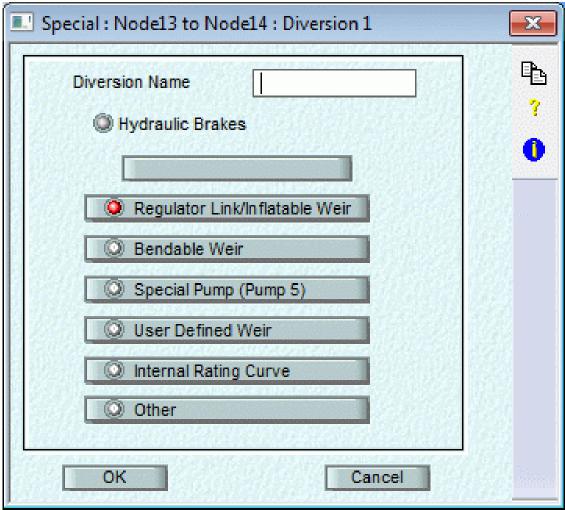 Special : Node13 to Node14 : Diversion 1
Diversion Name
Hydraulic Brakes
Regulator Link/Inflatable Weir
Bendable Weir
Special Pump (Pump 5)
User Defined Weir
Internal Rating Curve
Other
OK Cancel